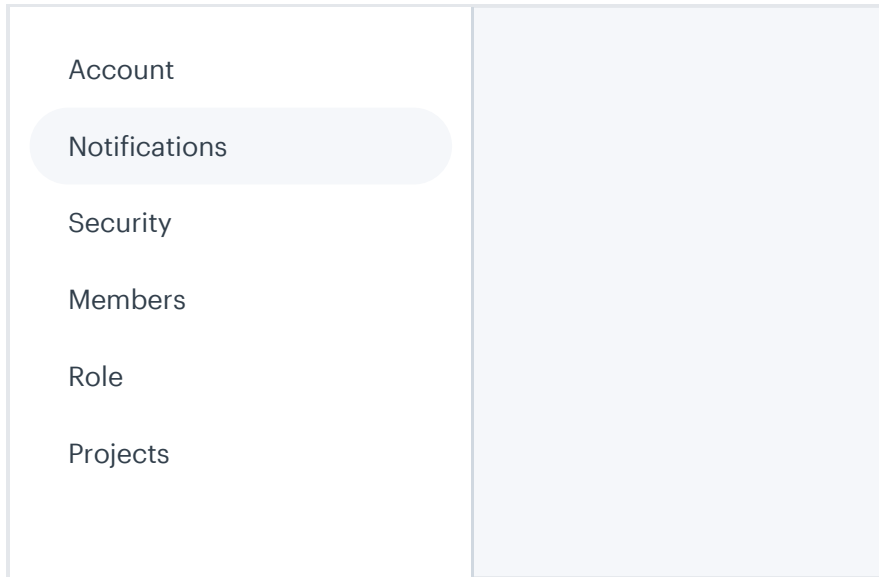 Account
Notifications
Security
Members
Role
Projects